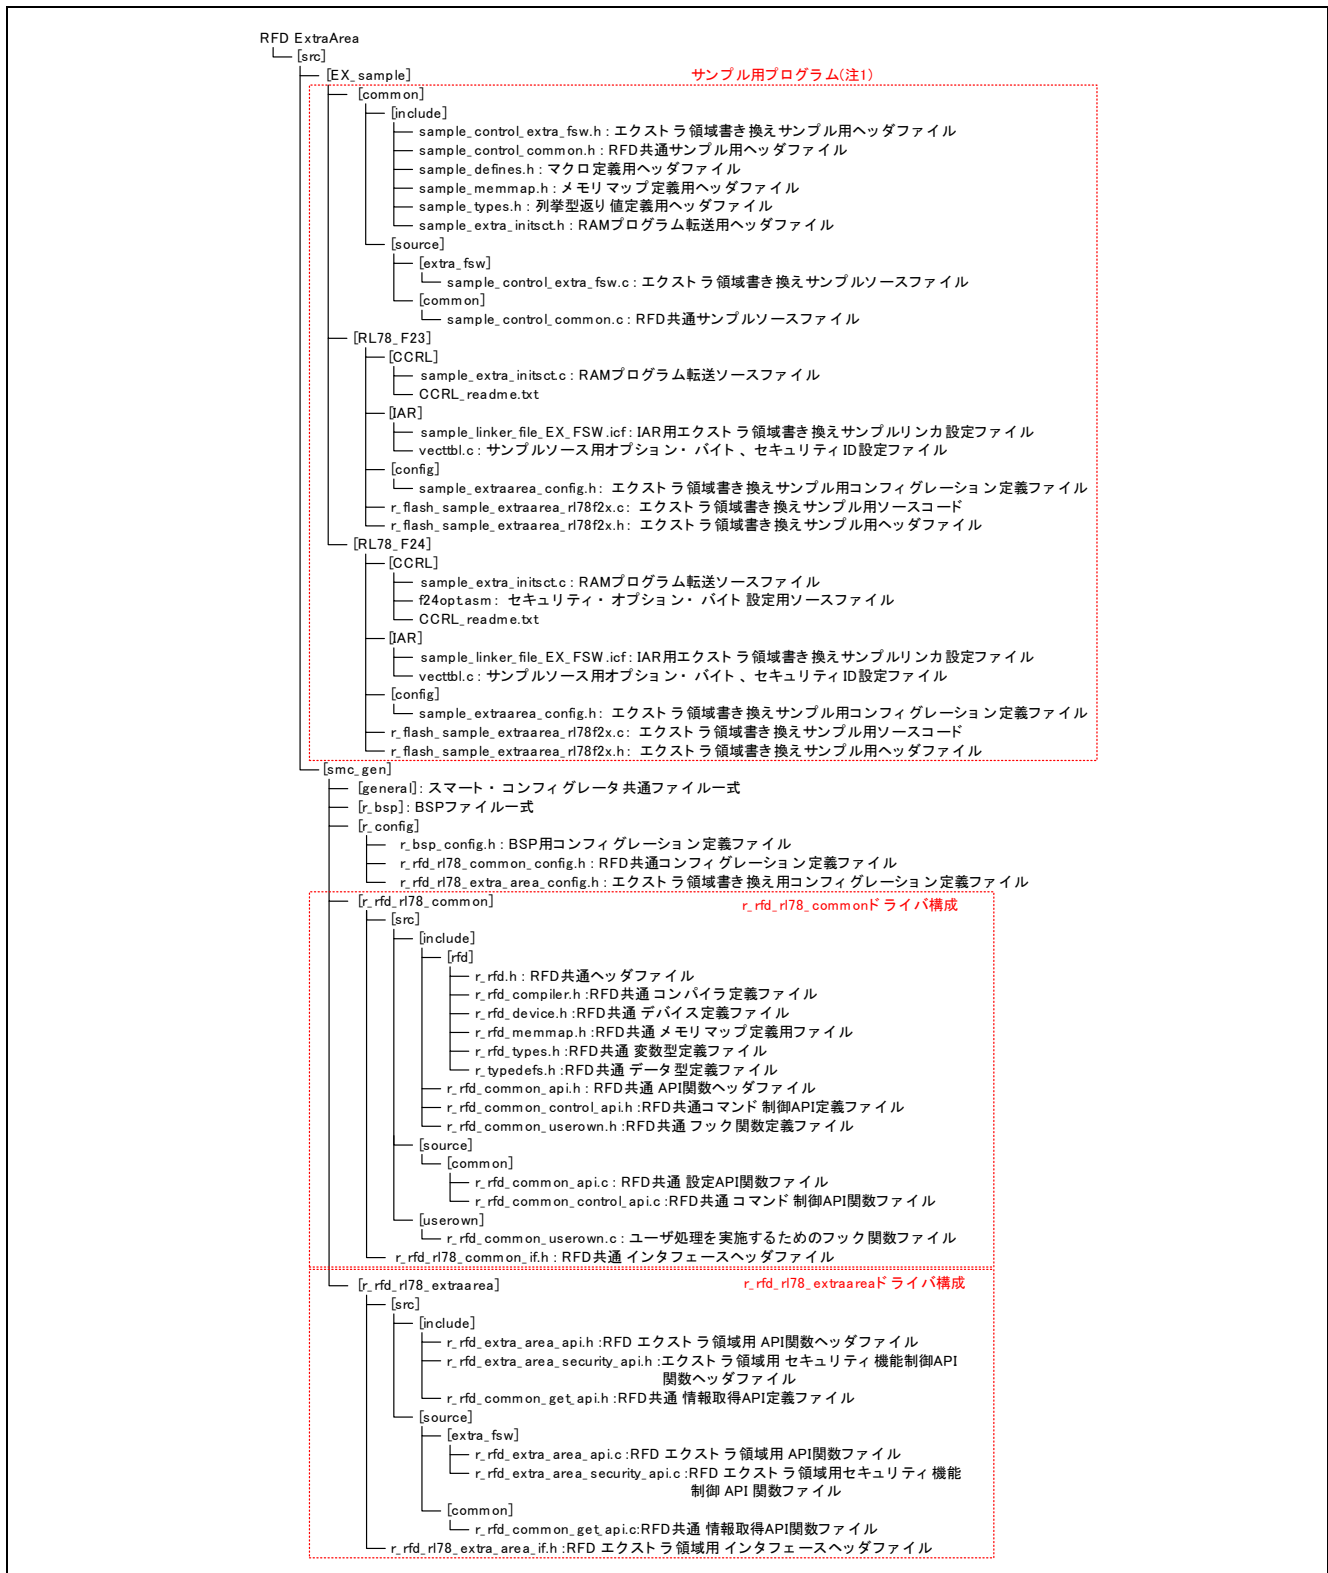 RFD ExtraArea
[src]
[EX_sample]
サンプル用プログラム(注1)
[common]
[include]
sample_control_extra_fsw.h : エクストラ領域書き換えサンプル用ヘッダファイル
sample_control_common.h : RFD共通サンプル用ヘッダファイル
sample_defines.h : マクロ定義用ヘッダファイル
sample_memmap.h : メモリマップ定義用ヘッダファイル
sample_types.h : 列挙型返り値定義用ヘッダファイル
sample_extra_initsct.h : RAMプログラム転送用ヘッダファイル
[source]
[extra_fsw]
sample_control_extra_fsw.c : エクストラ領域書き換えサンプルソースファイル
[common]
sample_control_common.c : RFD共通サンプルソースファイル
[RL78_F23]
[CCRL]
sample_extra_initsct.c : RAMプログラム転送ソースファイル
CCRL_readme.txt
[IAR]
sample_linker_file_EX_FSW.icf : IAR用エクストラ領域書き換えサンプルリンカ設定ファイル
vecttbl.c : サンプルソース用オプション・バイト、セキュリティID設定ファイル
[config]
sample_extraarea_config.h : エクストラ領域書き換えサンプル用コンフィグレーション定義ファイル
r_flash_sample_extraarea_rl78f2x.c : エクストラ領域書き換えサンプル用ソースコード
r_flash_sample_extraarea_rl78f2x.h : エクストラ領域書き換えサンプル用ヘッダファイル
[RL78_F24]
[CCRL]
sample_extra_initsct.c : RAMプログラム転送ソースファイル
f24opt.asm : セキュリティ・オプション・バイト設定用ソースファイル
CCRL_readme.txt
[IAR]
sample_linker_file_EX_FSW.icf : IAR用エクストラ領域書き換えサンプルリンカ設定ファイル
vecttbl.c : サンプルソース用オプション・バイト、セキュリティID設定ファイル
[config]
sample_extraarea_config.h : エクストラ領域書き換えサンプル用コンフィグレーション定義ファイル
r_flash_sample_extraarea_rl78f2x.c : エクストラ領域書き換えサンプル用ソースコード
r_flash_sample_extraarea_rl78f2x.h : エクストラ領域書き換えサンプル用ヘッダファイル
[smc_gen]
[general] : スマート・コンフィグレータ共通ファイル一式
[r_bsp] : BSPファイル一式
[r_config]
r_bsp_config.h : BSP用コンフィグレーション定義ファイル
r_rfd_rl78_common_config.h : RFD共通コンフィグレーション定義ファイル
r_rfd_rl78_extra_area_config.h : エクストラ領域書き換え用コンフィグレーション定義ファイル
[r_rfd_rl78_common]
r_rfd_rl78_commonドライバ構成
[src]
[include]
[rfd]
r_rfd.h : RFD共通ヘッダファイル
r_rfd_compiler.h :RFD共通 コンパイラ定義ファイル
r_rfd_device.h :RFD共通 デバイス定義ファイル
r_rfd_memmap.h :RFD共通 メモリマップ定義用ファイル
r_rfd_types.h :RFD共通 変数型定義ファイル
r_typedefs.h :RFD共通 データ型定義ファイル
r_rfd_common_api.h : RFD共通 API関数ヘッダファイル
r_rfd_common_control_api.h :RFD共通コマンド制御API定義ファイル
r_rfd_common_userown.h :RFD共通 フック関数定義ファイル
[source]
[common]
r_rfd_common_api.c : RFD共通 設定API関数ファイル
r_rfd_common_control_api.c :RFD共通 コマンド制御API関数ファイル
[userown]
r_rfd_common_userown.c : ユーザ処理を実施するためのフック関数ファイル
r_rfd_rl78_common_if.h : RFD共通 インタフェースヘッダファイル
[r_rfd_rl78_extraarea]
r_rfd_rl78_extraareaドライバ構成
[src]
[include]
r_rfd_extra_area_api.h :RFD エクストラ領域用 API関数ヘッダファイル
r_rfd_extra_area_security_api.h :エクストラ領域用 セキュリティ機能制御API
関数ヘッダファイル
r_rfd_common_get_api.h :RFD共通 情報取得API定義ファイル
[source]
[extra_fsw]
r_rfd_extra_area_api.c :RFD エクストラ領域用 API関数ファイル
r_rfd_extra_area_security_api.c :RFD エクストラ領域用セキュリティ機能
制御 API 関数ファイル
[common]
r_rfd_common_get_api.c:RFD共通 情報取得API関数ファイル
r_rfd_rl78_extra_area_if.h :RFD エクストラ領域用 インタフェースヘッダファイル